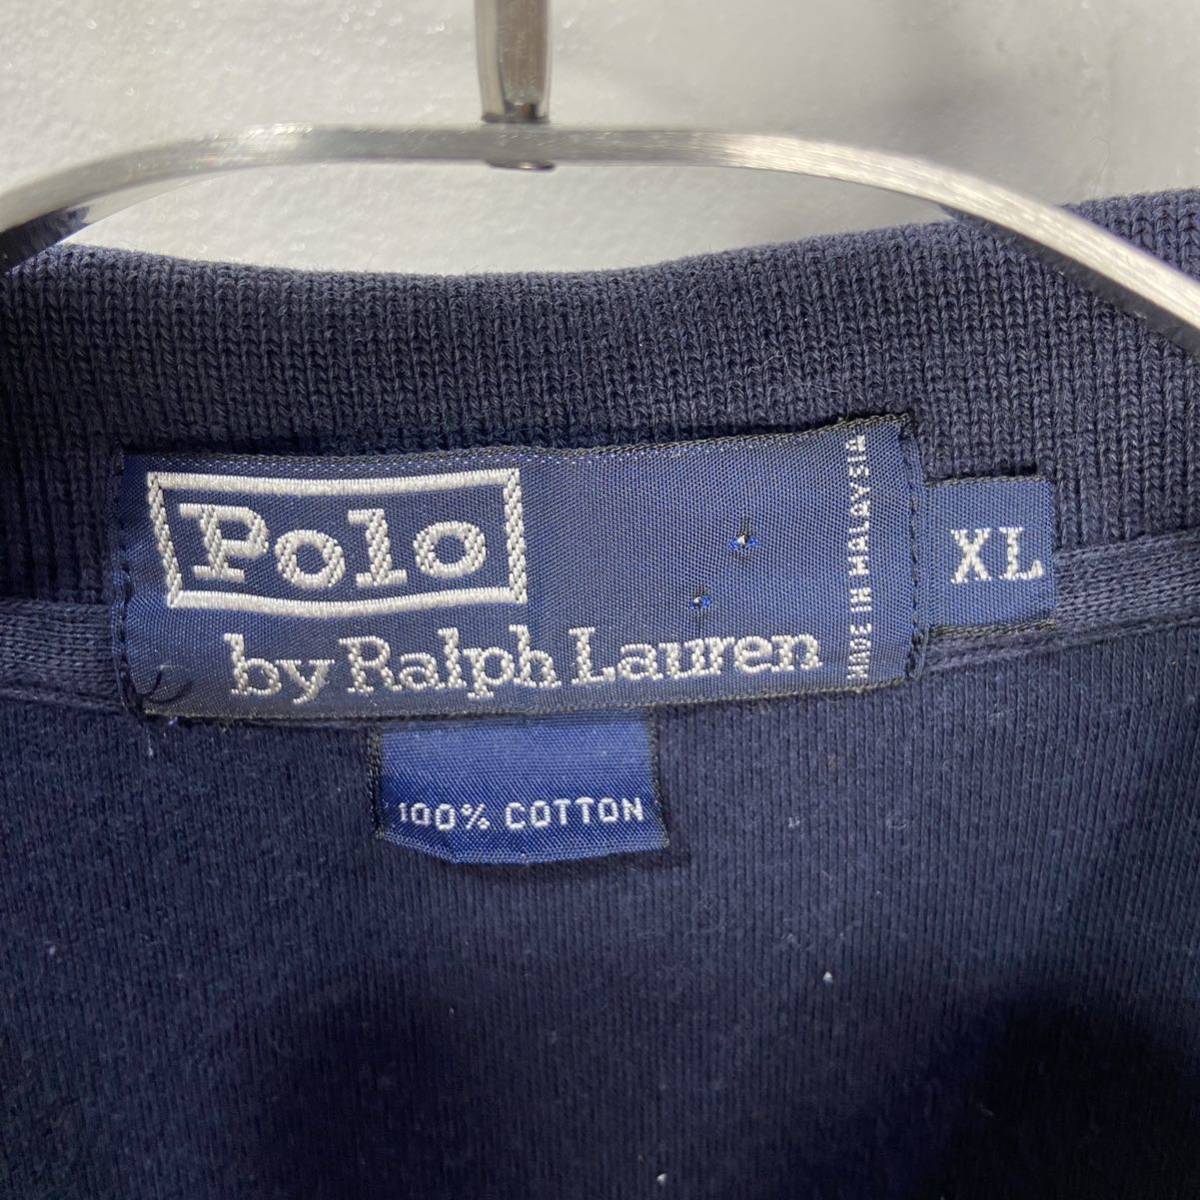 Polo
by Ralph Lauren
MADE IN MALAYSIA
XL
100% COTTON